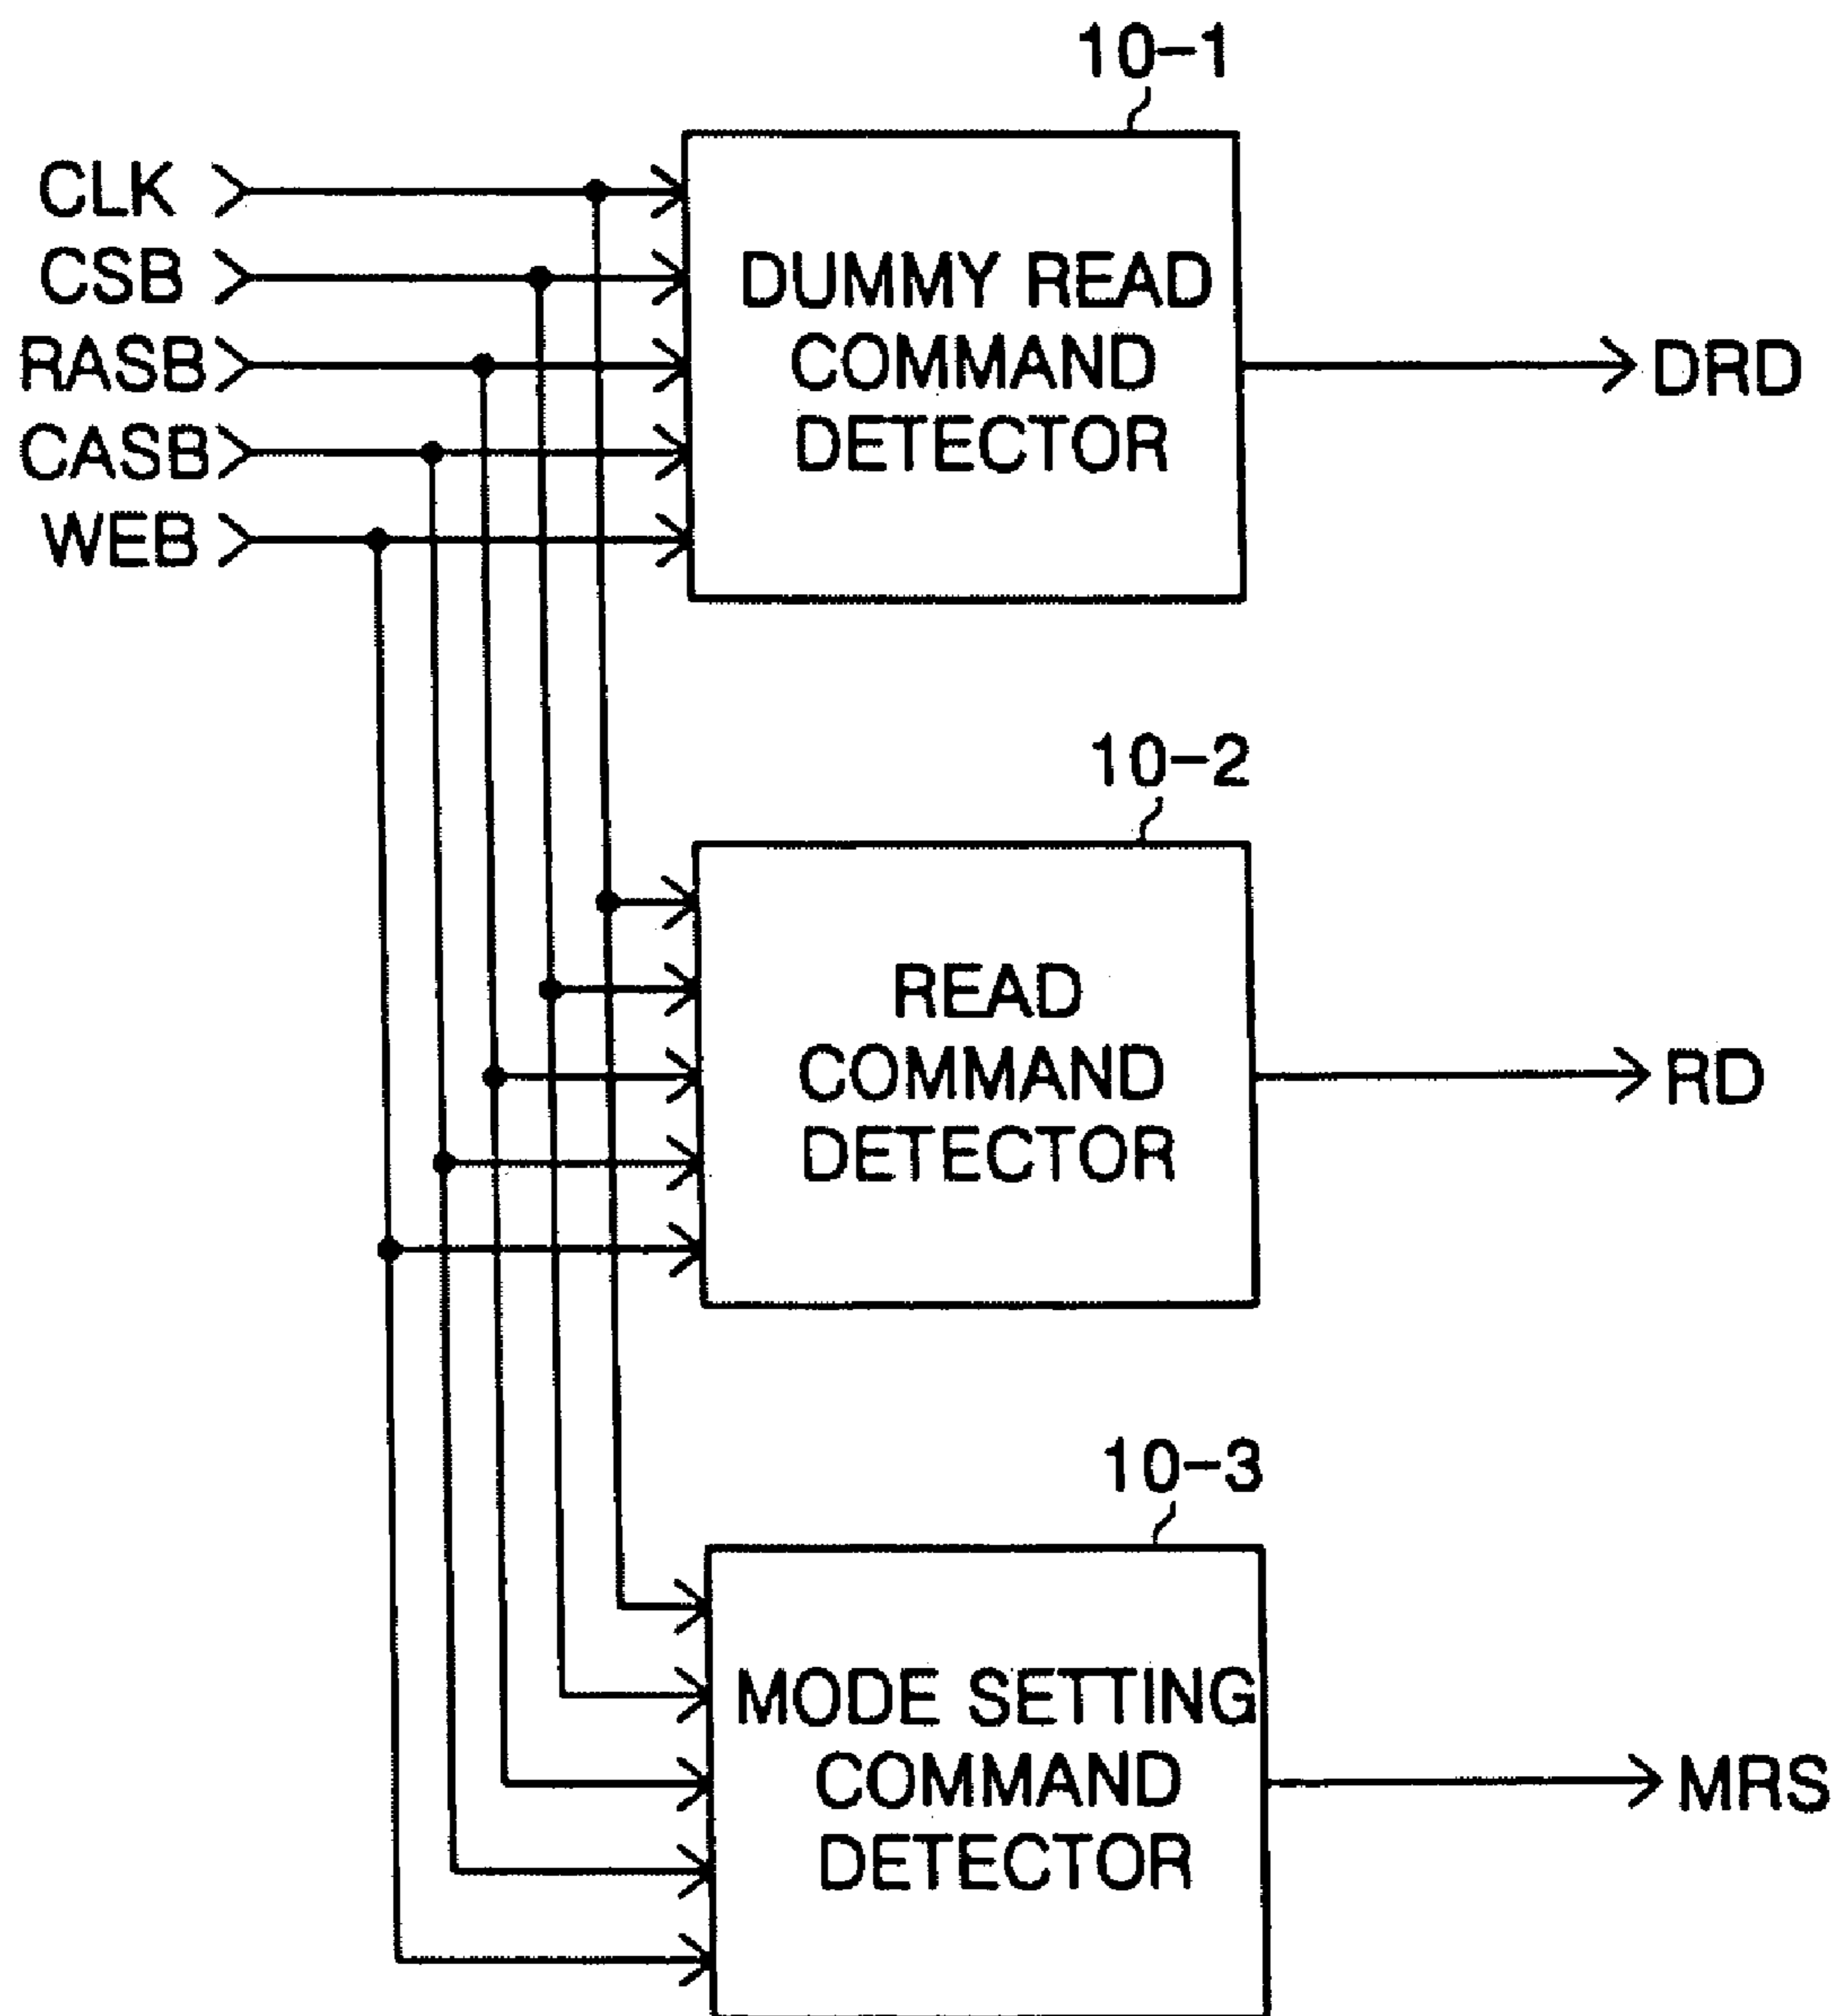 10-1
CLK
CSB
RASB
CASB
WEB
DUMMY READ
COMMAND
DETECTOR
DRD
10-2
READ
COMMAND
DETECTOR
RD
10-3
MODE SETTING
COMMAND
DETECTOR
MRS